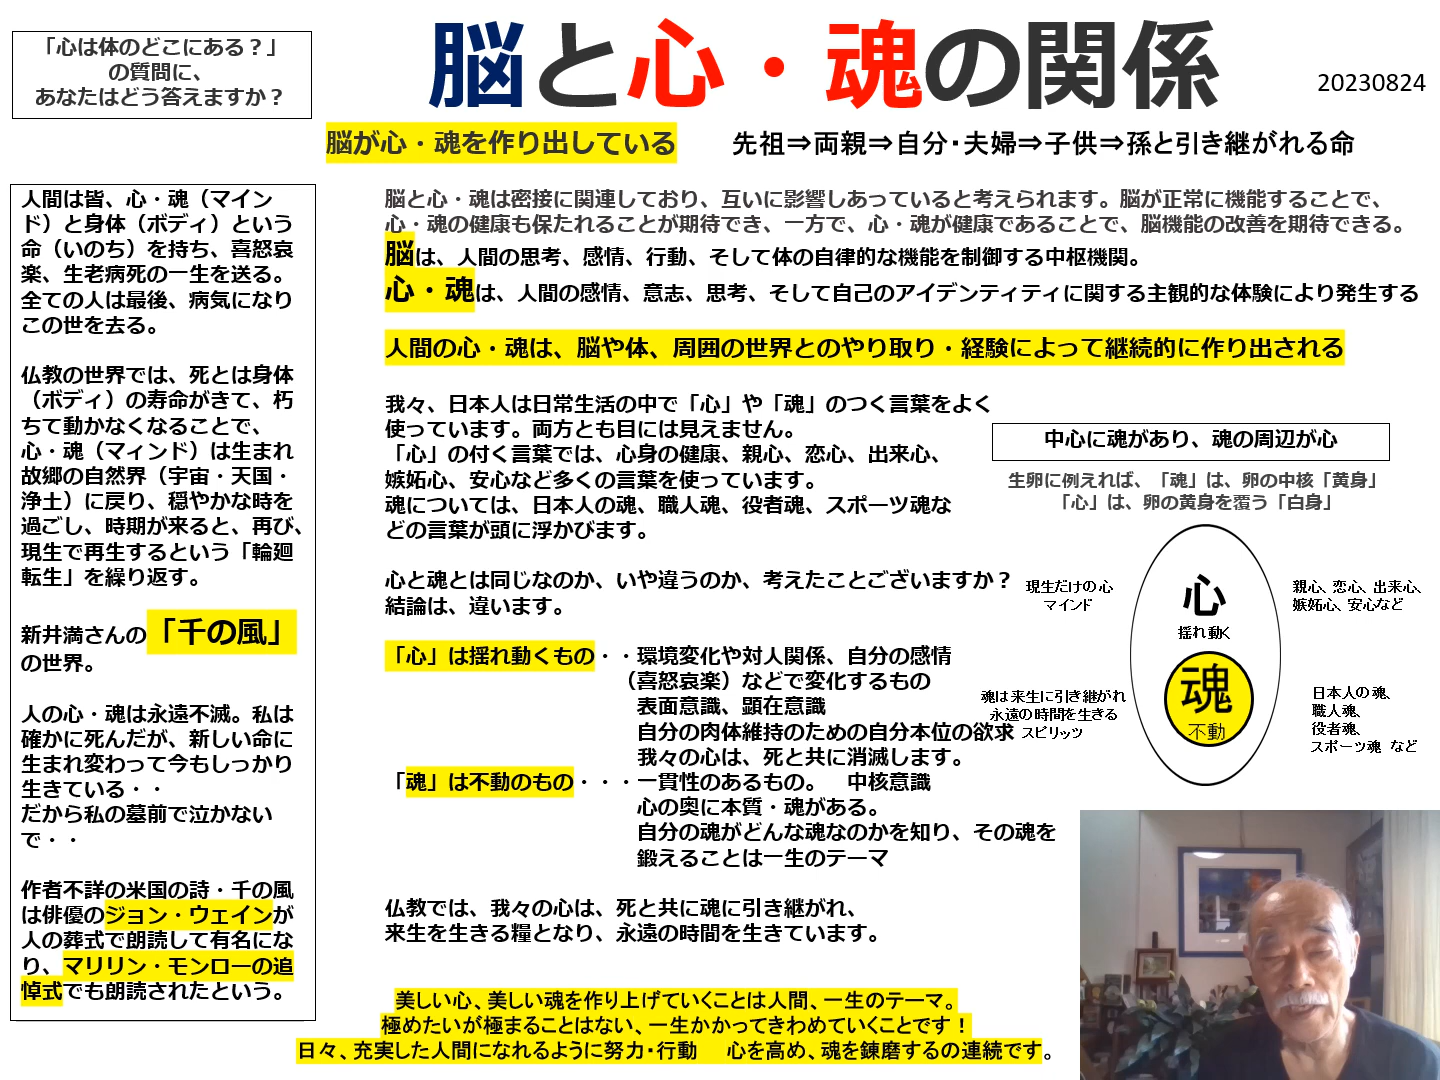 「心は体のどこにある？」
の質問に、
あなたはどう答えますか？
脳と心・魂の関係
20230824
脳が心・魂を作り出している
先祖⇒両親⇒自分・夫婦⇒子供⇒孫と引き継がれる命
人間は皆、心・魂（マイン
ド）と身体（ボディ）という
命（いのち）を持ち、喜怒哀
楽、生老病死の一生を送る。
全ての人は最後、病気になり
この世を去る。
仏教の世界では、死とは身体
（ボディ）の寿命がきて、朽
ちて動かなくなることで、
心・魂（マィンド）は生まれ
故郷の自然界（宇宙・天国・
浄土）に戻り、穏やかな時を
過ごし、時期が来ると、再び、
現生で再生するという「輪廻
転生」を繰り返す。
新井満さんの「千の風」
の世界。
人の心・魂は永遠不滅。私は
確かに死んだが、新しい命に
生まれ変わって今もしっかり
生きている・・
だから私の墓前で泣かない
で・・
作者不詳の米国の詩・千の風
は俳優のジョン・ウェインが
人の葬式で朗読して有名にな
り、マリリン・モンローの追
悼式でも朗読されたという。
脳と心・魂は密接に関連しており、互いに影響しあっていると考えられます。脳が正常に機能することで、
心・魂の健康も保たれることが期待でき、一方で、心・魂が健康であることで、脳機能の改善を期待できる。
脳は、人間の思考、感情、行動、そして体の自律的な機能を制御する中枢機関。
心・魂は、人間の感情、意志、思考、そして自己のアイデンティティに関する主観的な体験により発生する
人間の心・魂は、脳や体、周囲の世界とのやり取り・経験によって継続的に作り出される
我々、日本人は日常生活の中で「心」や「魂」のつく言葉をよく
使っています。両方とも目には見えません。
「心」の付く言葉では、心身の健康、親心、恋心、出来心、
嫉妬心、安心など多くの言葉を使っています。
魂については、日本人の魂、職人魂、役者魂、スポーツ魂な
どの言葉が頭に浮かびます。
心と魂とは同じなのか、いや違うのか、考えたことございますか？
結論は、違います。
「心」は揺れ動くもの・・環境変化や対人関係、自分の感情
（喜怒哀楽）などで変化するもの
表面意識、顕在意識
自分の肉体維持のための自分本位の欲求
我々の心は、死と共に消滅します。
「魂」は不動のもの・・・一貫性のあるもの。　中核意識
心の奥に本質・魂がある。
自分の魂がどんな魂なのかを知り、その魂を
鍛えることは一生のテーマ
仏教では、我々の心は、死と共に魂に引き継がれ、
来生を生きる糧となり、永遠の時間を生きています。
中心に魂があり、魂の周辺が心
生卵に例えれば、「魂」は、卵の中核「黄身」
「心」は、卵の黄身を覆う「白身」
現生だけの心
マインド
心
揺れ動く
親心、恋心、出来心、
嫉妬心、安心など
魂は来生に引き継がれ
永遠の時間を生きる
スピリッツ
魂
不動
日本人の魂、
職人魂、
役者魂、
スポーツ魂 など
美しい心、美しい魂を作り上げていくことは人間、一生のテーマ。
極めたいが極まることはない、一生かかってきわめていくことです！
日々、充実した人間になれるように努力・行動　心を高め、魂を錬磨するの連続です。